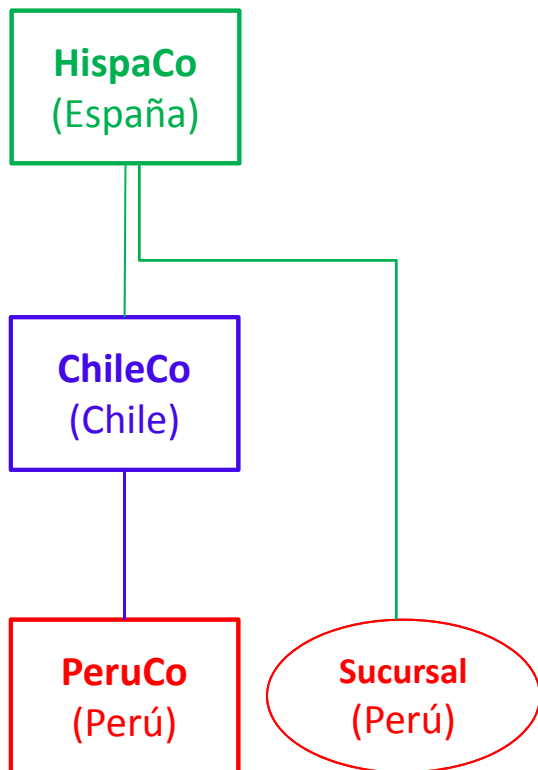 HispaCo
(España)
ChileCo
(Chile)
PeruCo
(Perú)
Sucursal
(Perú)